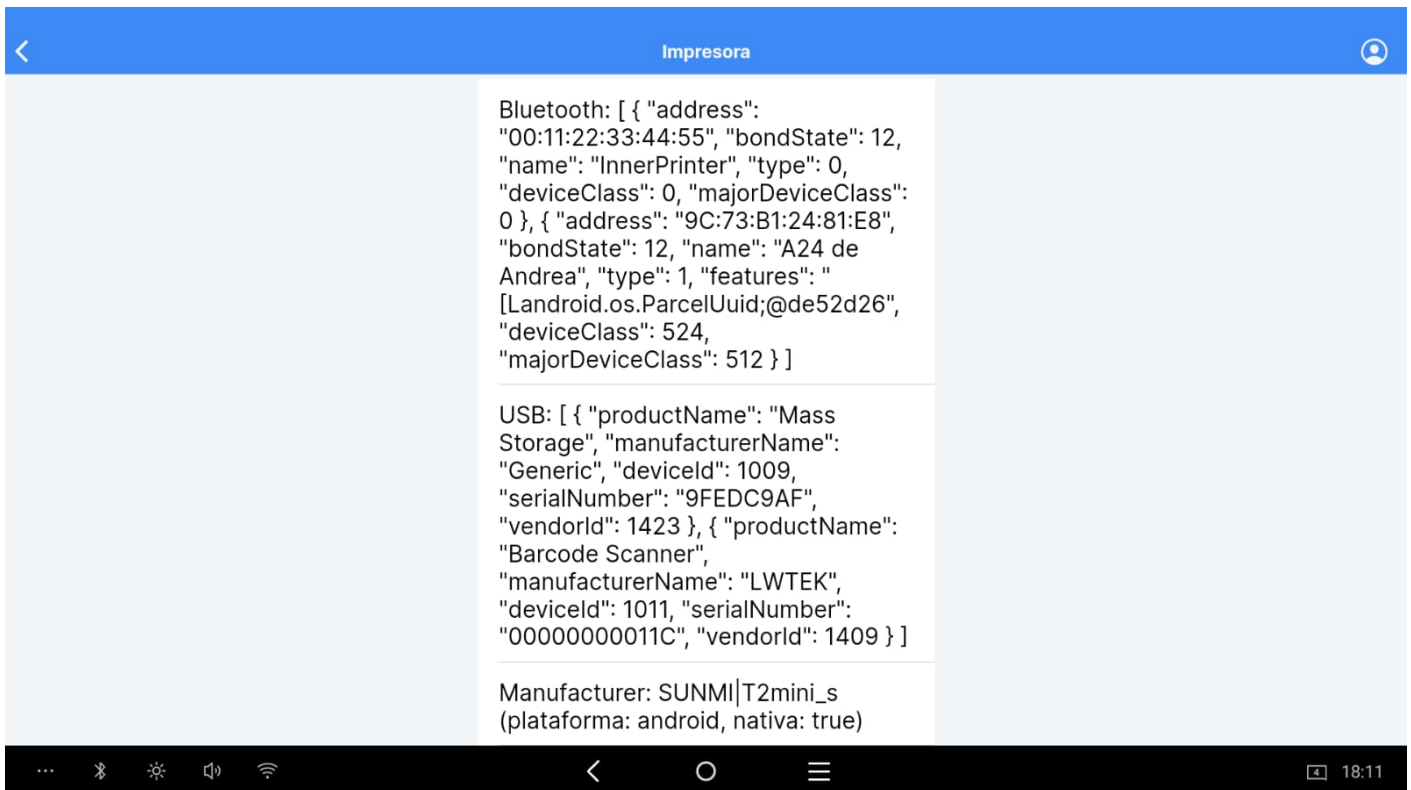 Impresora
Bluetooth: [ { "address":
"00:11:22:33:44:55", "bondState": 12,
"name": "InnerPrinter", "type": 0,
"deviceClass": 0, "majorDeviceClass":
0 }, { "address": "9C:73:B1:24:81:E8",
"bondState": 12, "name": "A24 de
Andrea", "type": 1, "features": "
[Landroid.os.ParcelUuid;@de52d26",
"deviceClass": 524,
"majorDeviceClass": 512 } ]
USB: [ { "productName": "Mass
Storage", "manufacturerName":
"Generic", "deviceId": 1009,
"serialNumber": "9FEDC9AF",
"vendorId": 1423 }, { "productName":
"Barcode Scanner",
"manufacturerName": "LWTEK",
"deviceId": 1011, "serialNumber":
"00000000011C", "vendorId": 1409 } ]
Manufacturer: SUNMI|T2mini_s
(plataforma: android, nativa: true)
4 18:11